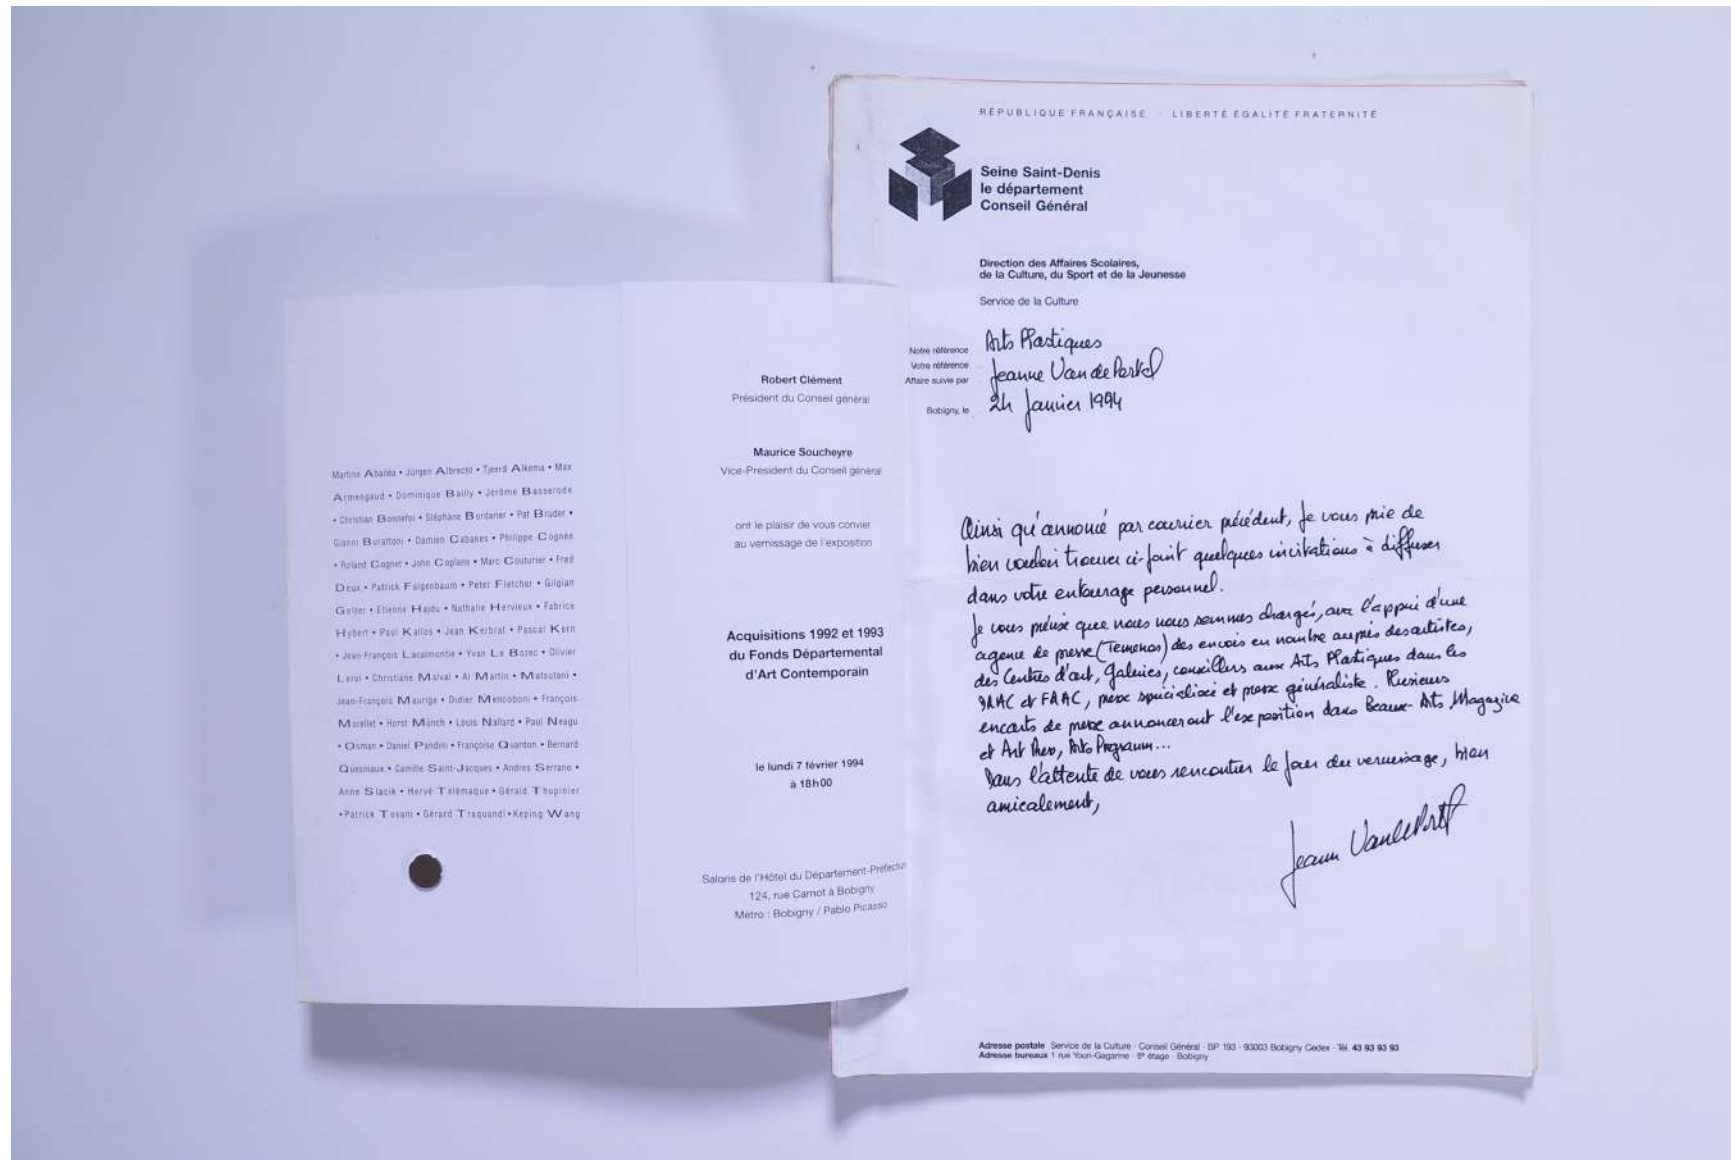 Martine Aballéa • Jürgen Albrecht • Tjeerd Alkema • Max
Armengaud • Dominique Bailly • Jérôme Basserode
• Christian Bonnefoi • Stéphane Bordarier • Pat Bruder •
Gianni Burattoni • Damien Cabanes • Philippe Cognée
• Roland Cognet • John Coplans • Marc Couturier • Fred
Deux • Patrick Faigenbaum • Peter Fletcher • Gilgian
Gelzer • Etienne Hajdu • Nathalie Hervieux • Fabrice
Hybert • Paul Kallos • Jean Kerbrat • Pascal Kern
• Jean-François Lacalmontie • Yvan Le Bozec • Olivier
Leroi • Christiane Malval • Al Martin • Matsutani •
Jean-François Maurige • Didier Mencoboni • François
Morellet • Horst Münch • Louis Nallard • Paul Neagu
• Osman • Daniel Pandini • Françoise Quardon • Bernard
Quesniaux • Camille Saint-Jacques • Andres Serrano •
Anne Slacik • Hervé Télémaque • Gérald Thupinier
• Patrick Tosani • Gérard Traquandi • Keping Wang
Robert Clément
Président du Conseil général
Maurice Soucheyre
Vice-Président du Conseil général
ont le plaisir de vous convier
au vernissage de l'exposition
Acquisitions 1992 et 1993
du Fonds Départemental
d'Art Contemporain
le lundi 7 février 1994
à 18h00
Salons de l'Hôtel du Département-Préfectu
124, rue Carnot à Bobigny
Métro : Bobigny / Pablo Picasso
RÉPUBLIQUE FRANÇAISE - LIBERTÉ ÉGALITÉ FRATERNITÉ
Seine Saint-Denis
le département
Conseil Général
Direction des Affaires Scolaires,
de la Culture, du Sport et de la Jeunesse
Service de la Culture
Notre référence Arts Plastiques
Votre référence
Affaire suivie par Jeanne Van de Portel
Bobigny, le 24 Janvier 1994
Ainsi qu'annoncé par courrier précédent, je vous prie de
bien vouloir trouver ci-joint quelques invitations à diffuser
dans votre entourage personnel.
Je vous précise que nous nous sommes chargés, avec l'appui d'une
agence de presse (Temenos) des envois en nombre auprès des artistes,
des Centres d'art, Galeries, conseillers aux Arts Plastiques dans les
DRAC et FRAC, presse spécialisée et presse généraliste. Plusieurs
encarts de presse annonceront l'exposition dans Beaux-Arts Magazine
et Art Press, Arts Programm...
Dans l'attente de vous rencontrer le jour du vernissage, bien
amicalement,
Adresse postale Service de la Culture - Conseil Général - BP 193 - 93003 Bobigny Cedex - Tél. 43 93 93 93
Adresse bureaux 1 rue Youri-Gagarine - 8e étage - Bobigny